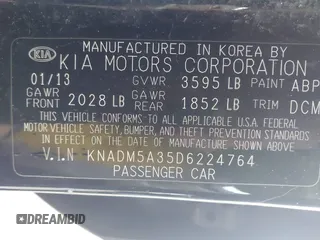 MANUFACTURED IN KOREA BY
KIA KIA MOTORS CORPORATION
01/13 GVWR 3595 LB PAINT ABP
GAWR FRONT 2028 LB GAWR REAR 1852 LB TRIM DCM
THIS VEHICLE CONFORMS TO ALL APPLICABLE U.S.A FEDERAL
MOTOR VEHICLE SAFETY, BUMPER, AND THEFT PREVENTION STANDARDS
IN EFFECT ON THE DATE OF MANUFACTURE SHOWN ABOVE.
V.I.N KNADM5A35D6224764
PASSENGER CAR
DREAMBID